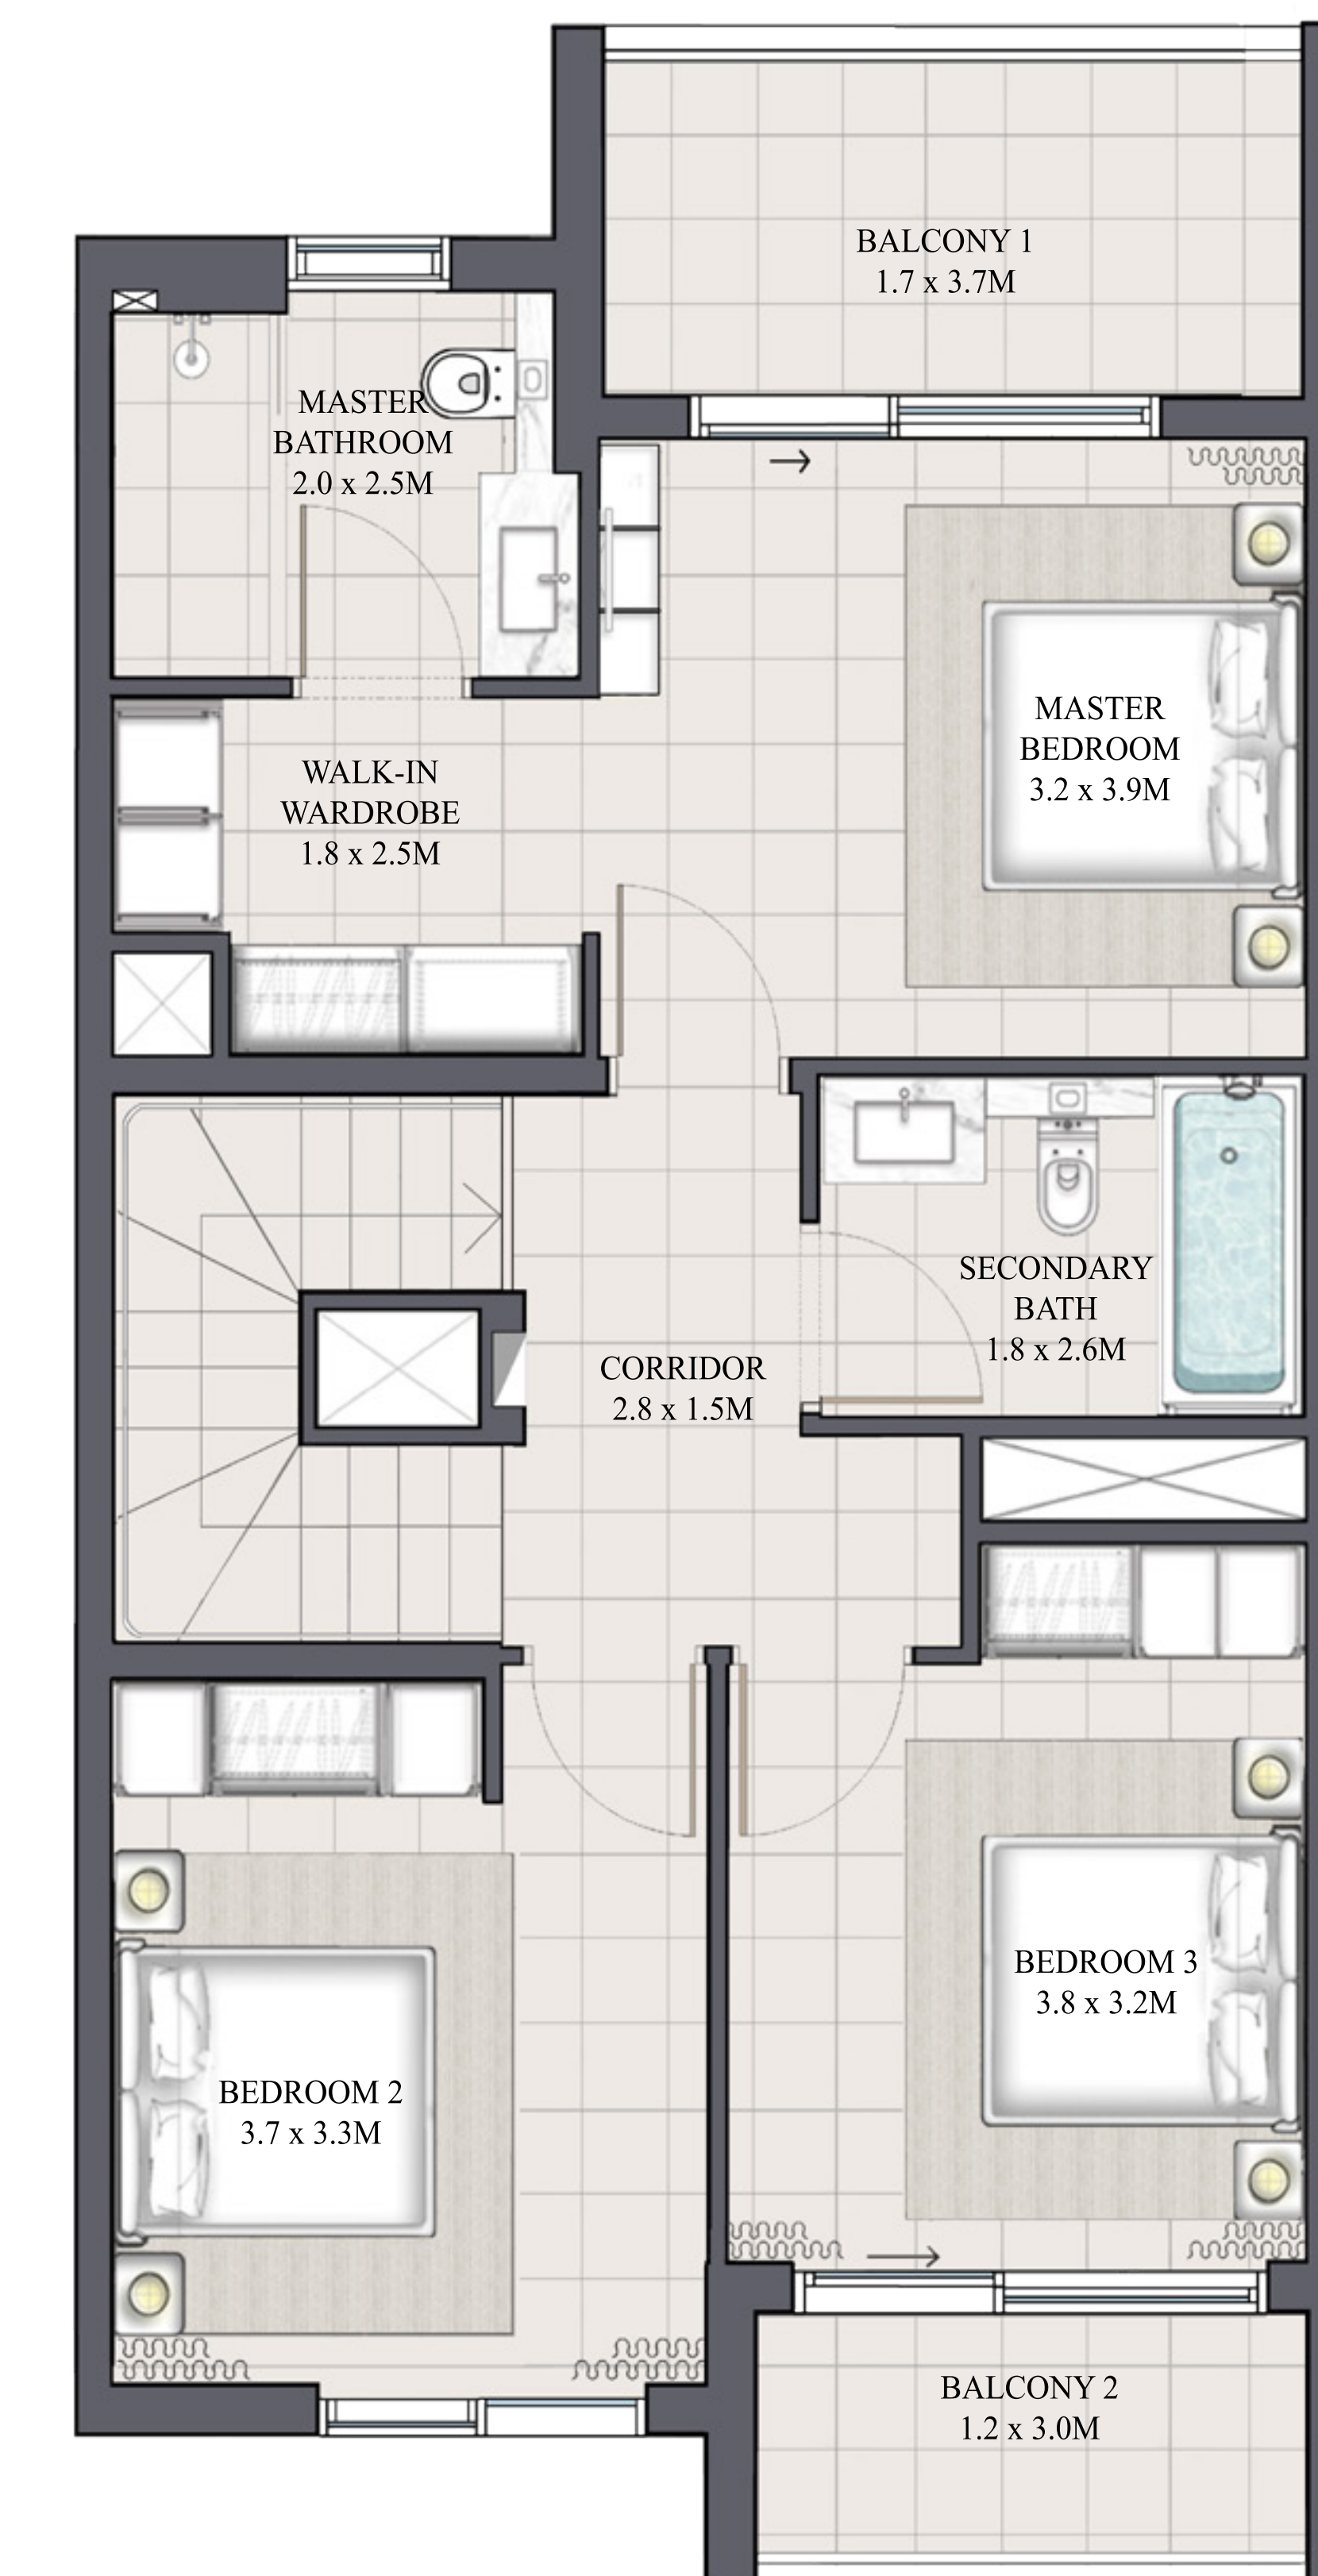 BALCONY 1
1.7 x 3.7M
MASTER
BATHROOM
2.0 x 2.5M
MASTER
BEDROOM
3.2 x 3.9M
WALK-IN
WARDROBE
1.8 x 2.5M
SECONDARY
BATH
1.8 x 2.6M
CORRIDOR
2.8 x 1.5M
BEDROOM 3
3.8 x 3.2M
BEDROOM 2
3.7 x 3.3M
BALCONY 2
1.2 x 3.0M